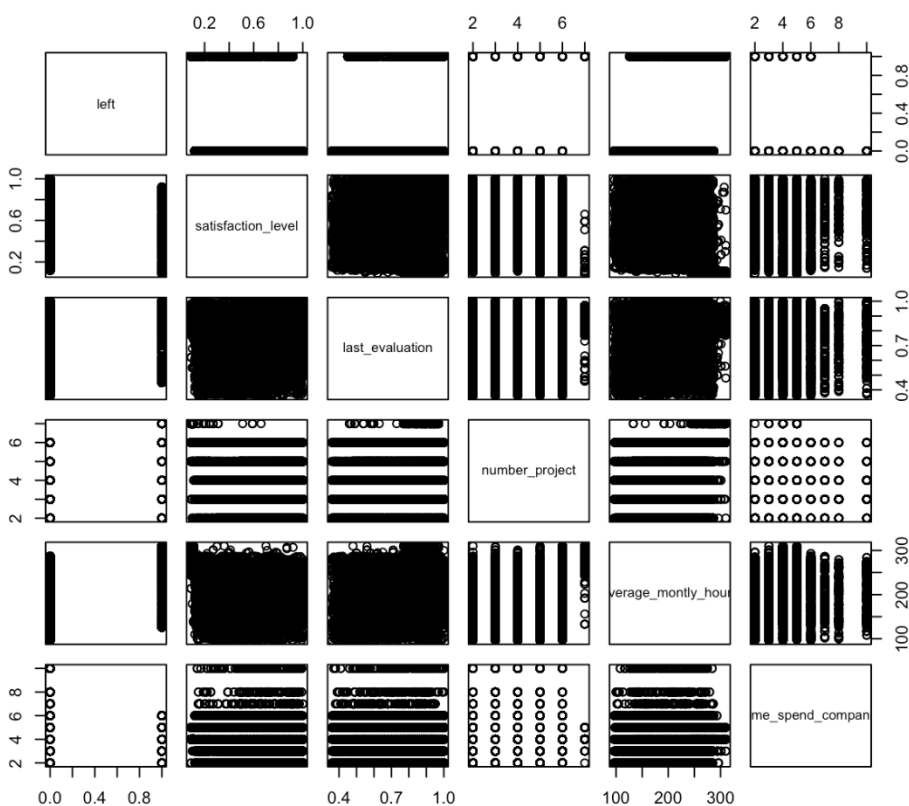 0.2 0.6 1.0 2 4 6 2 4 6 8
left
0.0 0.4 0.8
0.2 0.6 1.0
satisfaction_level
last_evaluation
0.4 0.7 1.0
6
4
2
number_project
verage_montly_hour
100 200 300
8
6
4
2
me_spend_compan
0.0 0.4 0.8 0.4 0.7 1.0 100 200 300